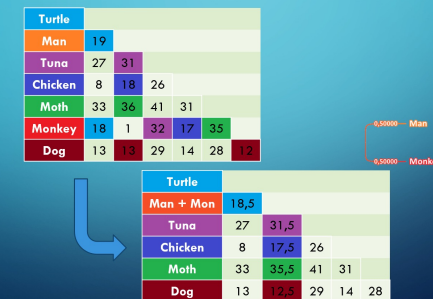 Turtle
Man 19
Tuna 27 31
Chicken 8 18 26
Moth 33 36 41 31
Monkey 18 1 32 17 35
Dog 13 13 29 14 28 12
0,50000 Man
0,50000 Monke
Turtle
Man + Mon 18,5
Tuna 27 31,5
Chicken 8 17,5 26
Moth 33 35,5 41 31
Dog 13 12,5 29 14 28